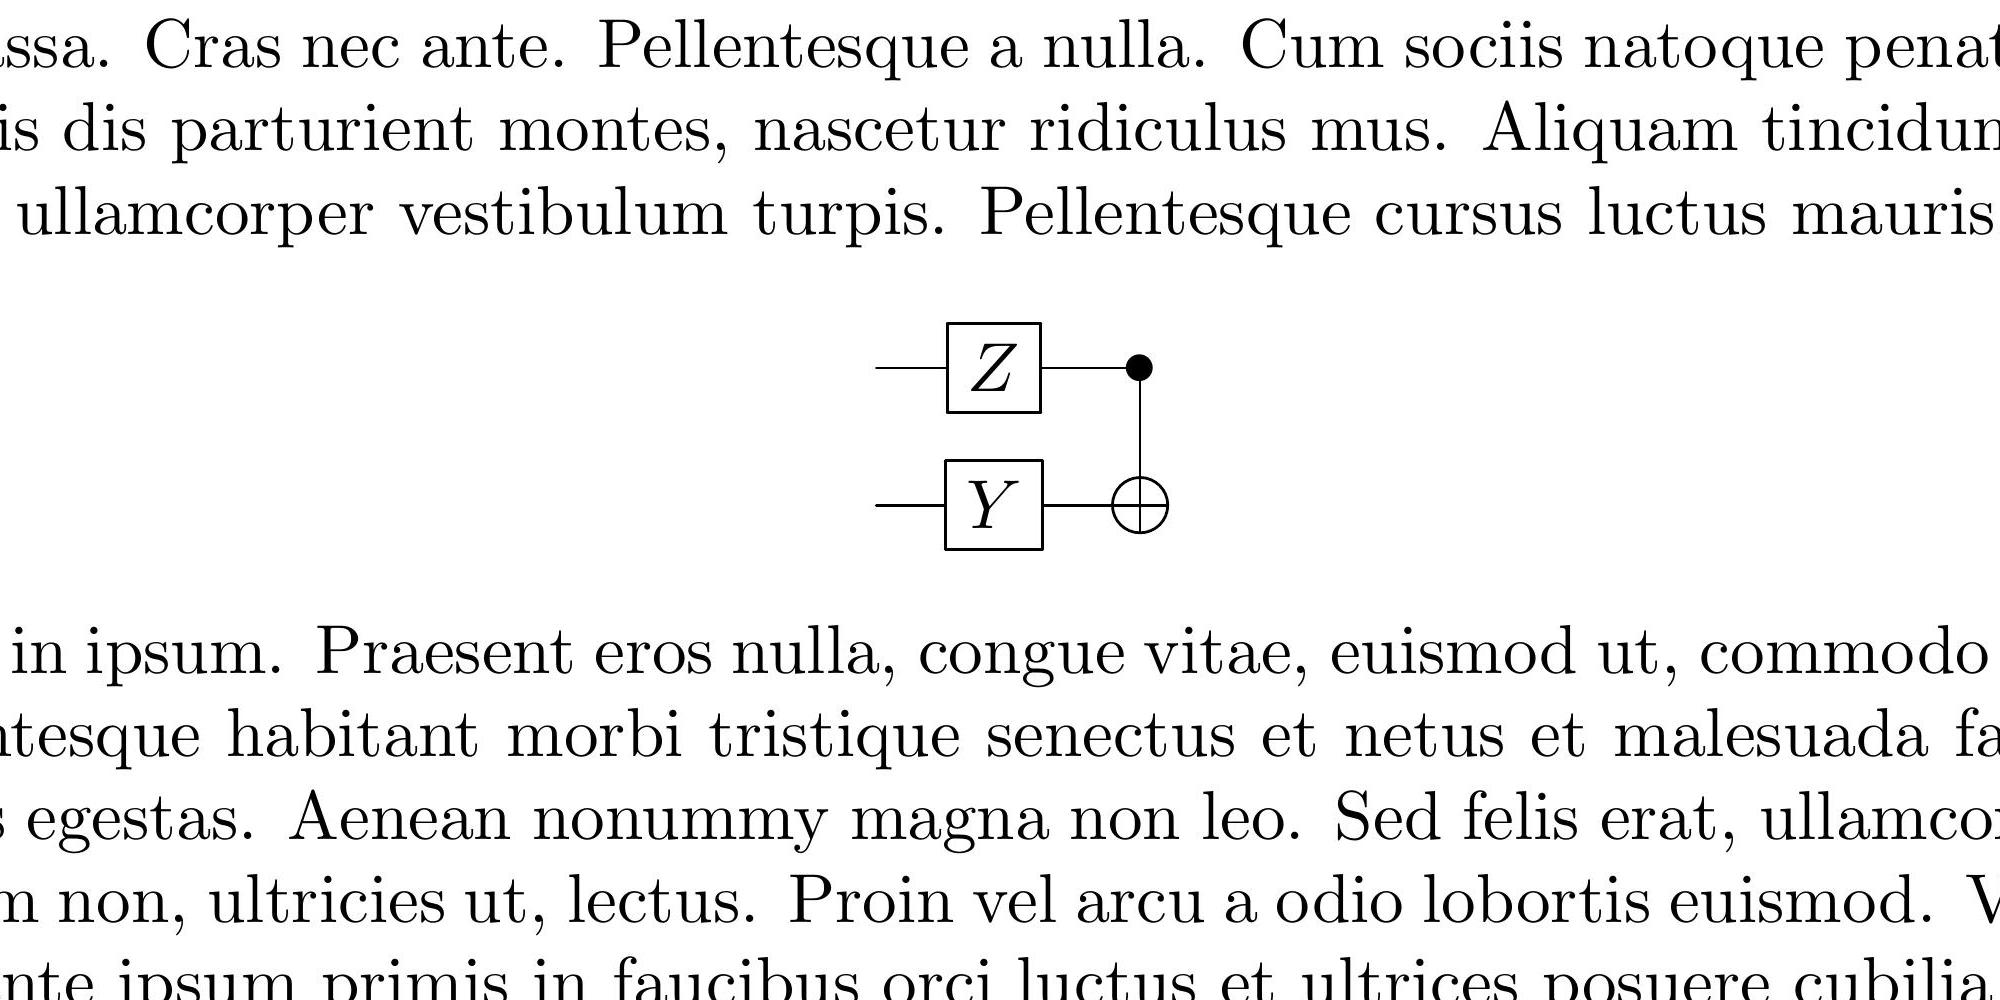 ssa. Cras nec ante. Pellentesque a nulla. Cum sociis natoque penat
is dis parturient montes, nascetur ridiculus mus. Aliquam tincidun
ullamcorper vestibulum turpis. Pellentesque cursus luctus mauris
Z
Y
in ipsum. Praesent eros nulla, congue vitae, euismod ut, commodo
ntesque habitant morbi tristique senectus et netus et malesuada fa
s egestas. Aenean nonummy magna non leo. Sed felis erat, ullamcor
m non, ultricies ut, lectus. Proin vel arcu a odio lobortis euismod. V
nte ipsum primis in faucibus orci luctus et ultrices posuere cubilia